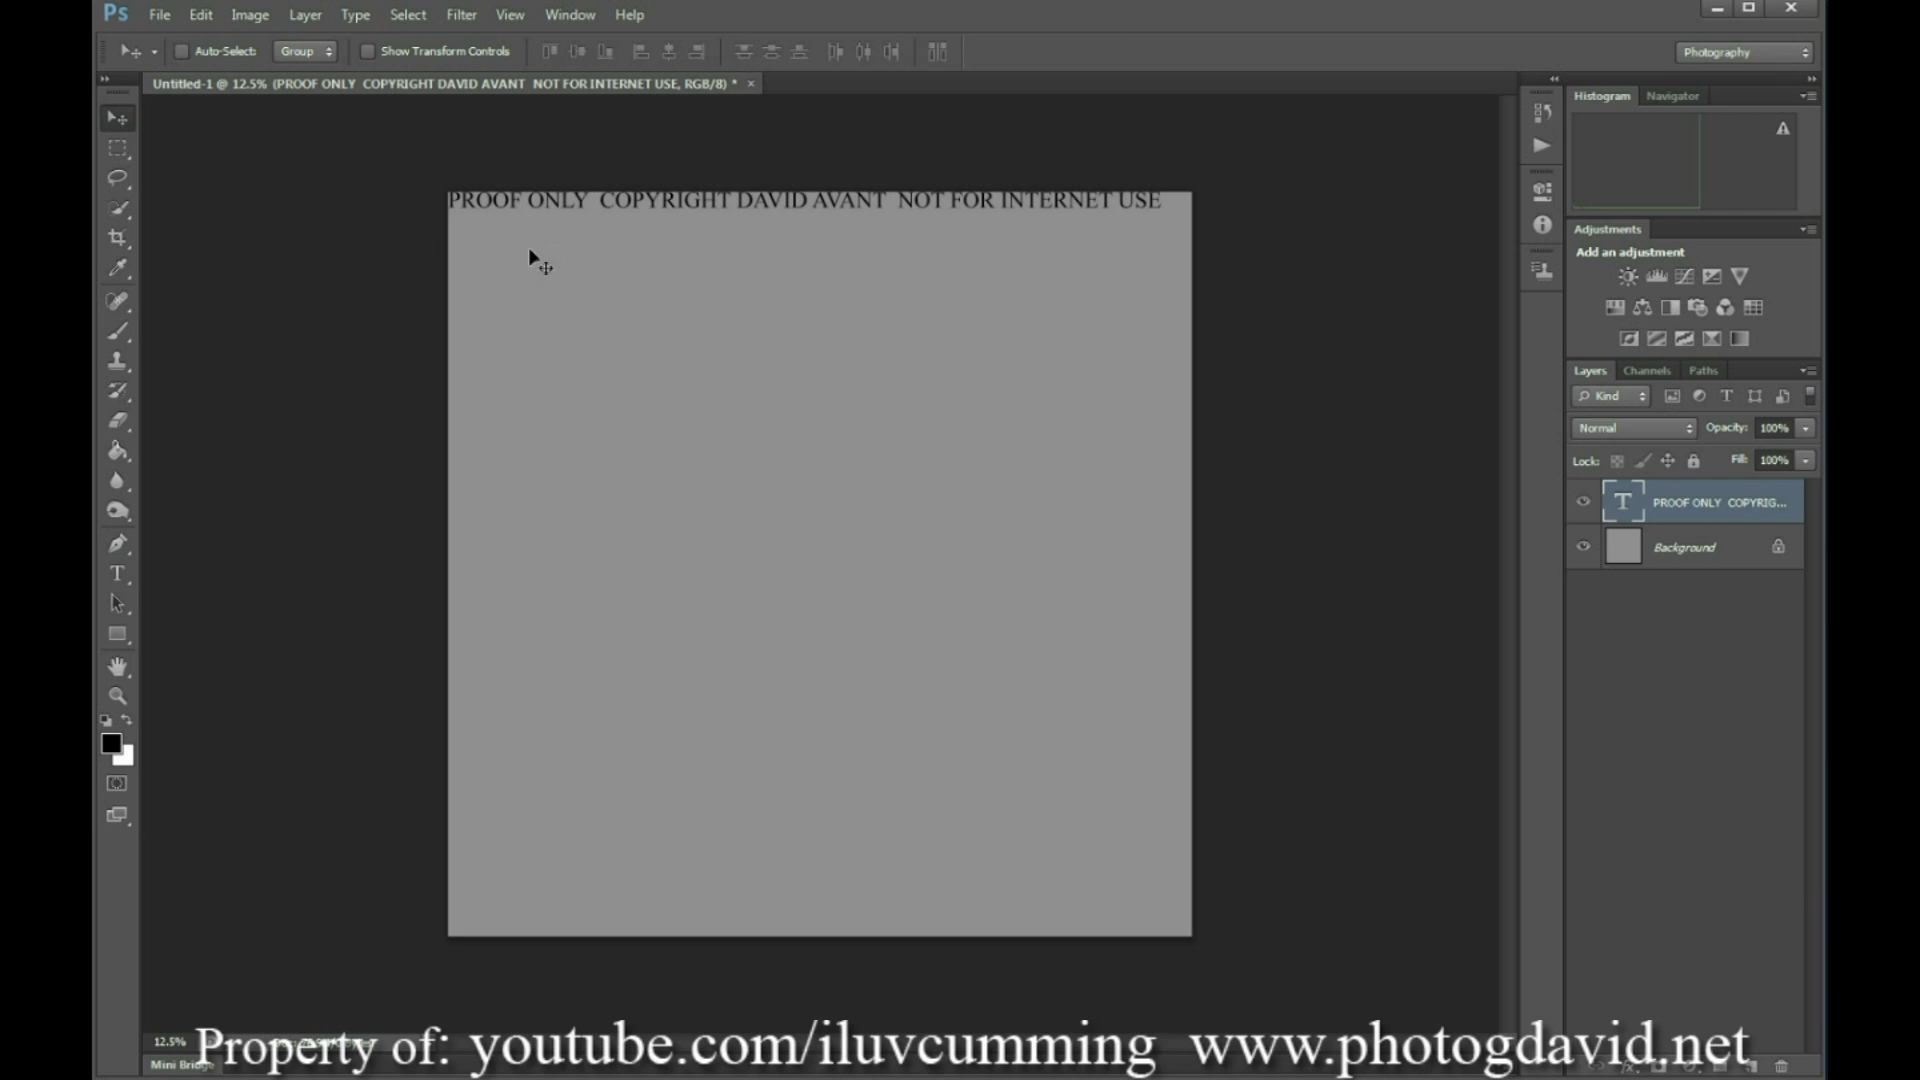 Ps File Edit Image Layer Type Select Filter View Window Help
Auto-Select: Group Show Transform Controls Photography
Untitled-1 @ 12.5% (PROOF ONLY COPYRIGHT DAVID AVANT NOT FOR INTERNET USE, RGB/8) *
Histogram Navigator
PROOF ONLY COPYRIGHT DAVID AVANT NOT FOR INTERNET USE
Adjustments
Add an adjustment
Layers Channels Paths
Kind
Normal Opacity: 100%
Lock: Fill: 100%
T PROOF ONLY COPYRIG...
Background
12.5%
Property of: youtube.com/iluvcumming www.photogdavid.net
Mini Bridge